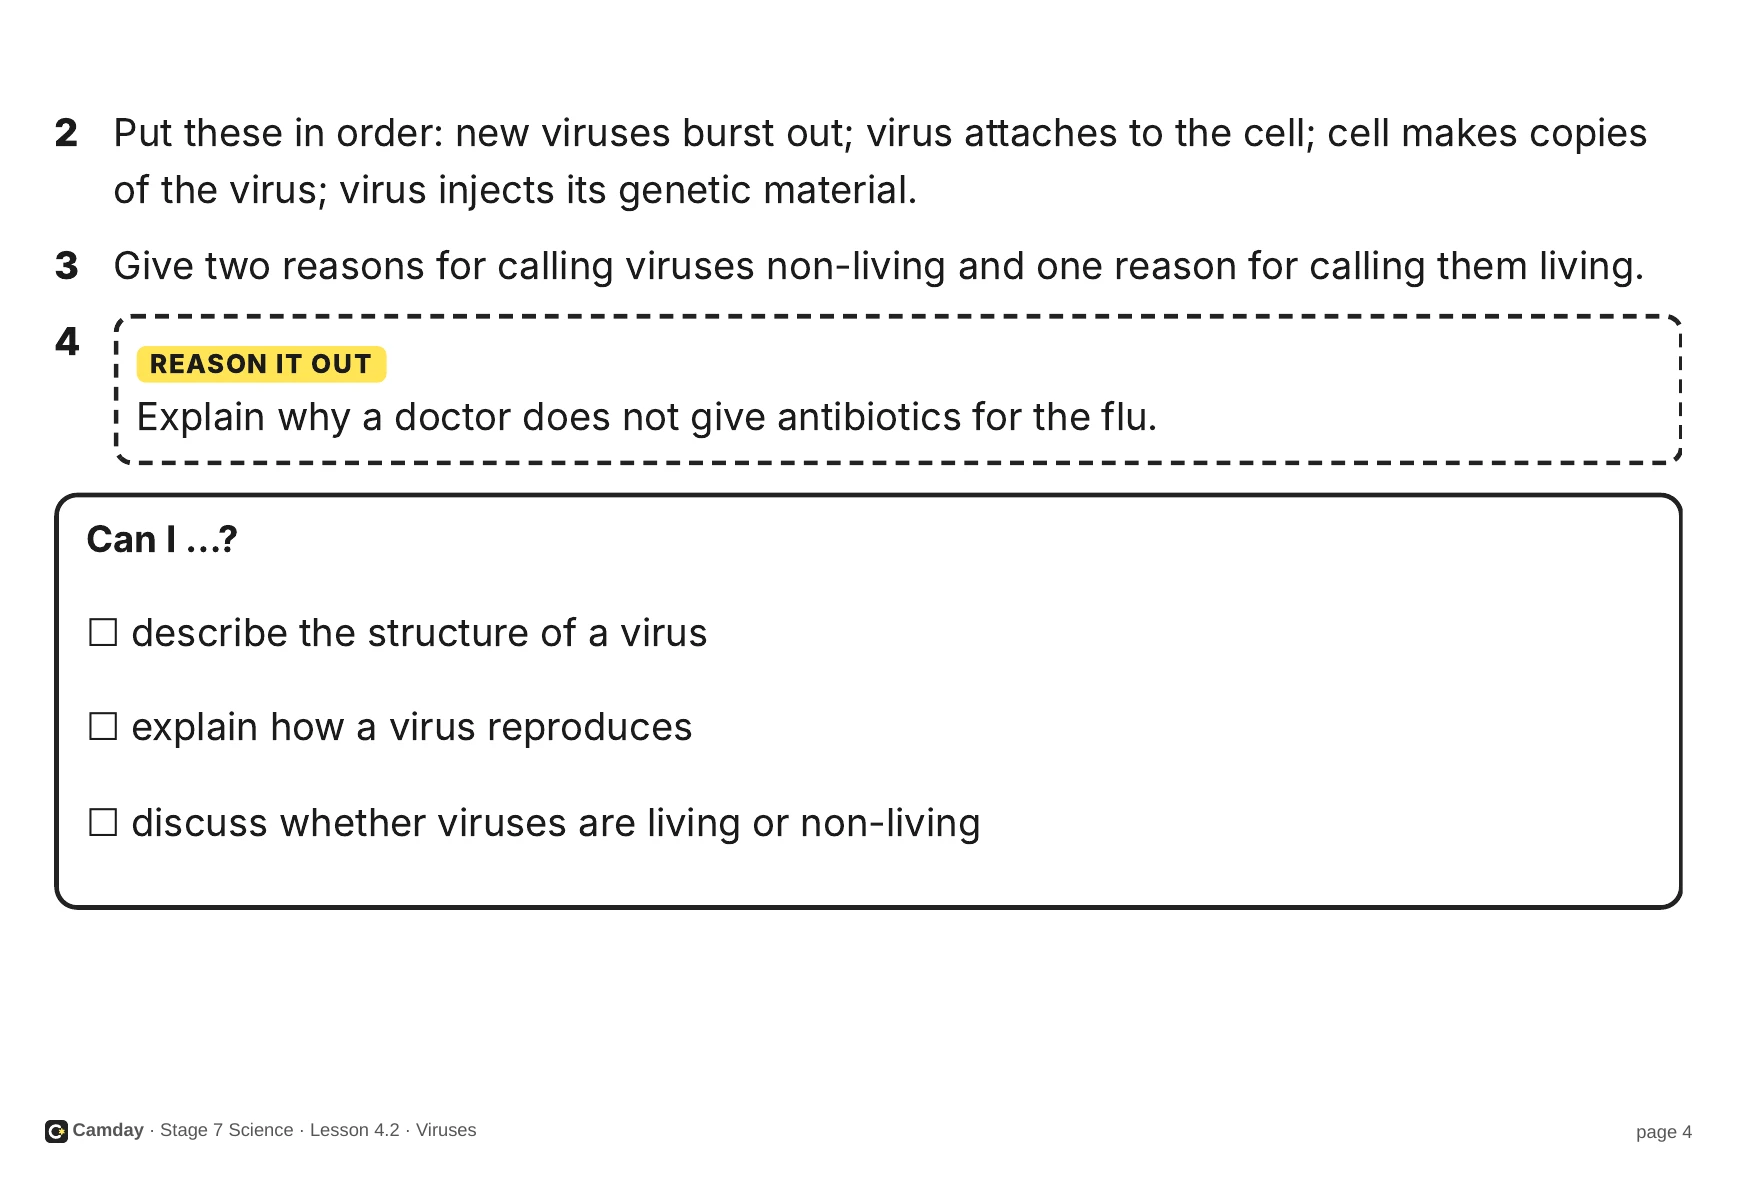 2 Put these in order: new viruses burst out; virus attaches to the cell; cell makes copies
of the virus; virus injects its genetic material.
3 Give two reasons for calling viruses non-living and one reason for calling them living.
4
REASON IT OUT
Explain why a doctor does not give antibiotics for the flu.
Can I …?
☐ describe the structure of a virus
☐ explain how a virus reproduces
☐ discuss whether viruses are living or non-living
Camday · Stage 7 Science · Lesson 4.2 · Viruses
page 4